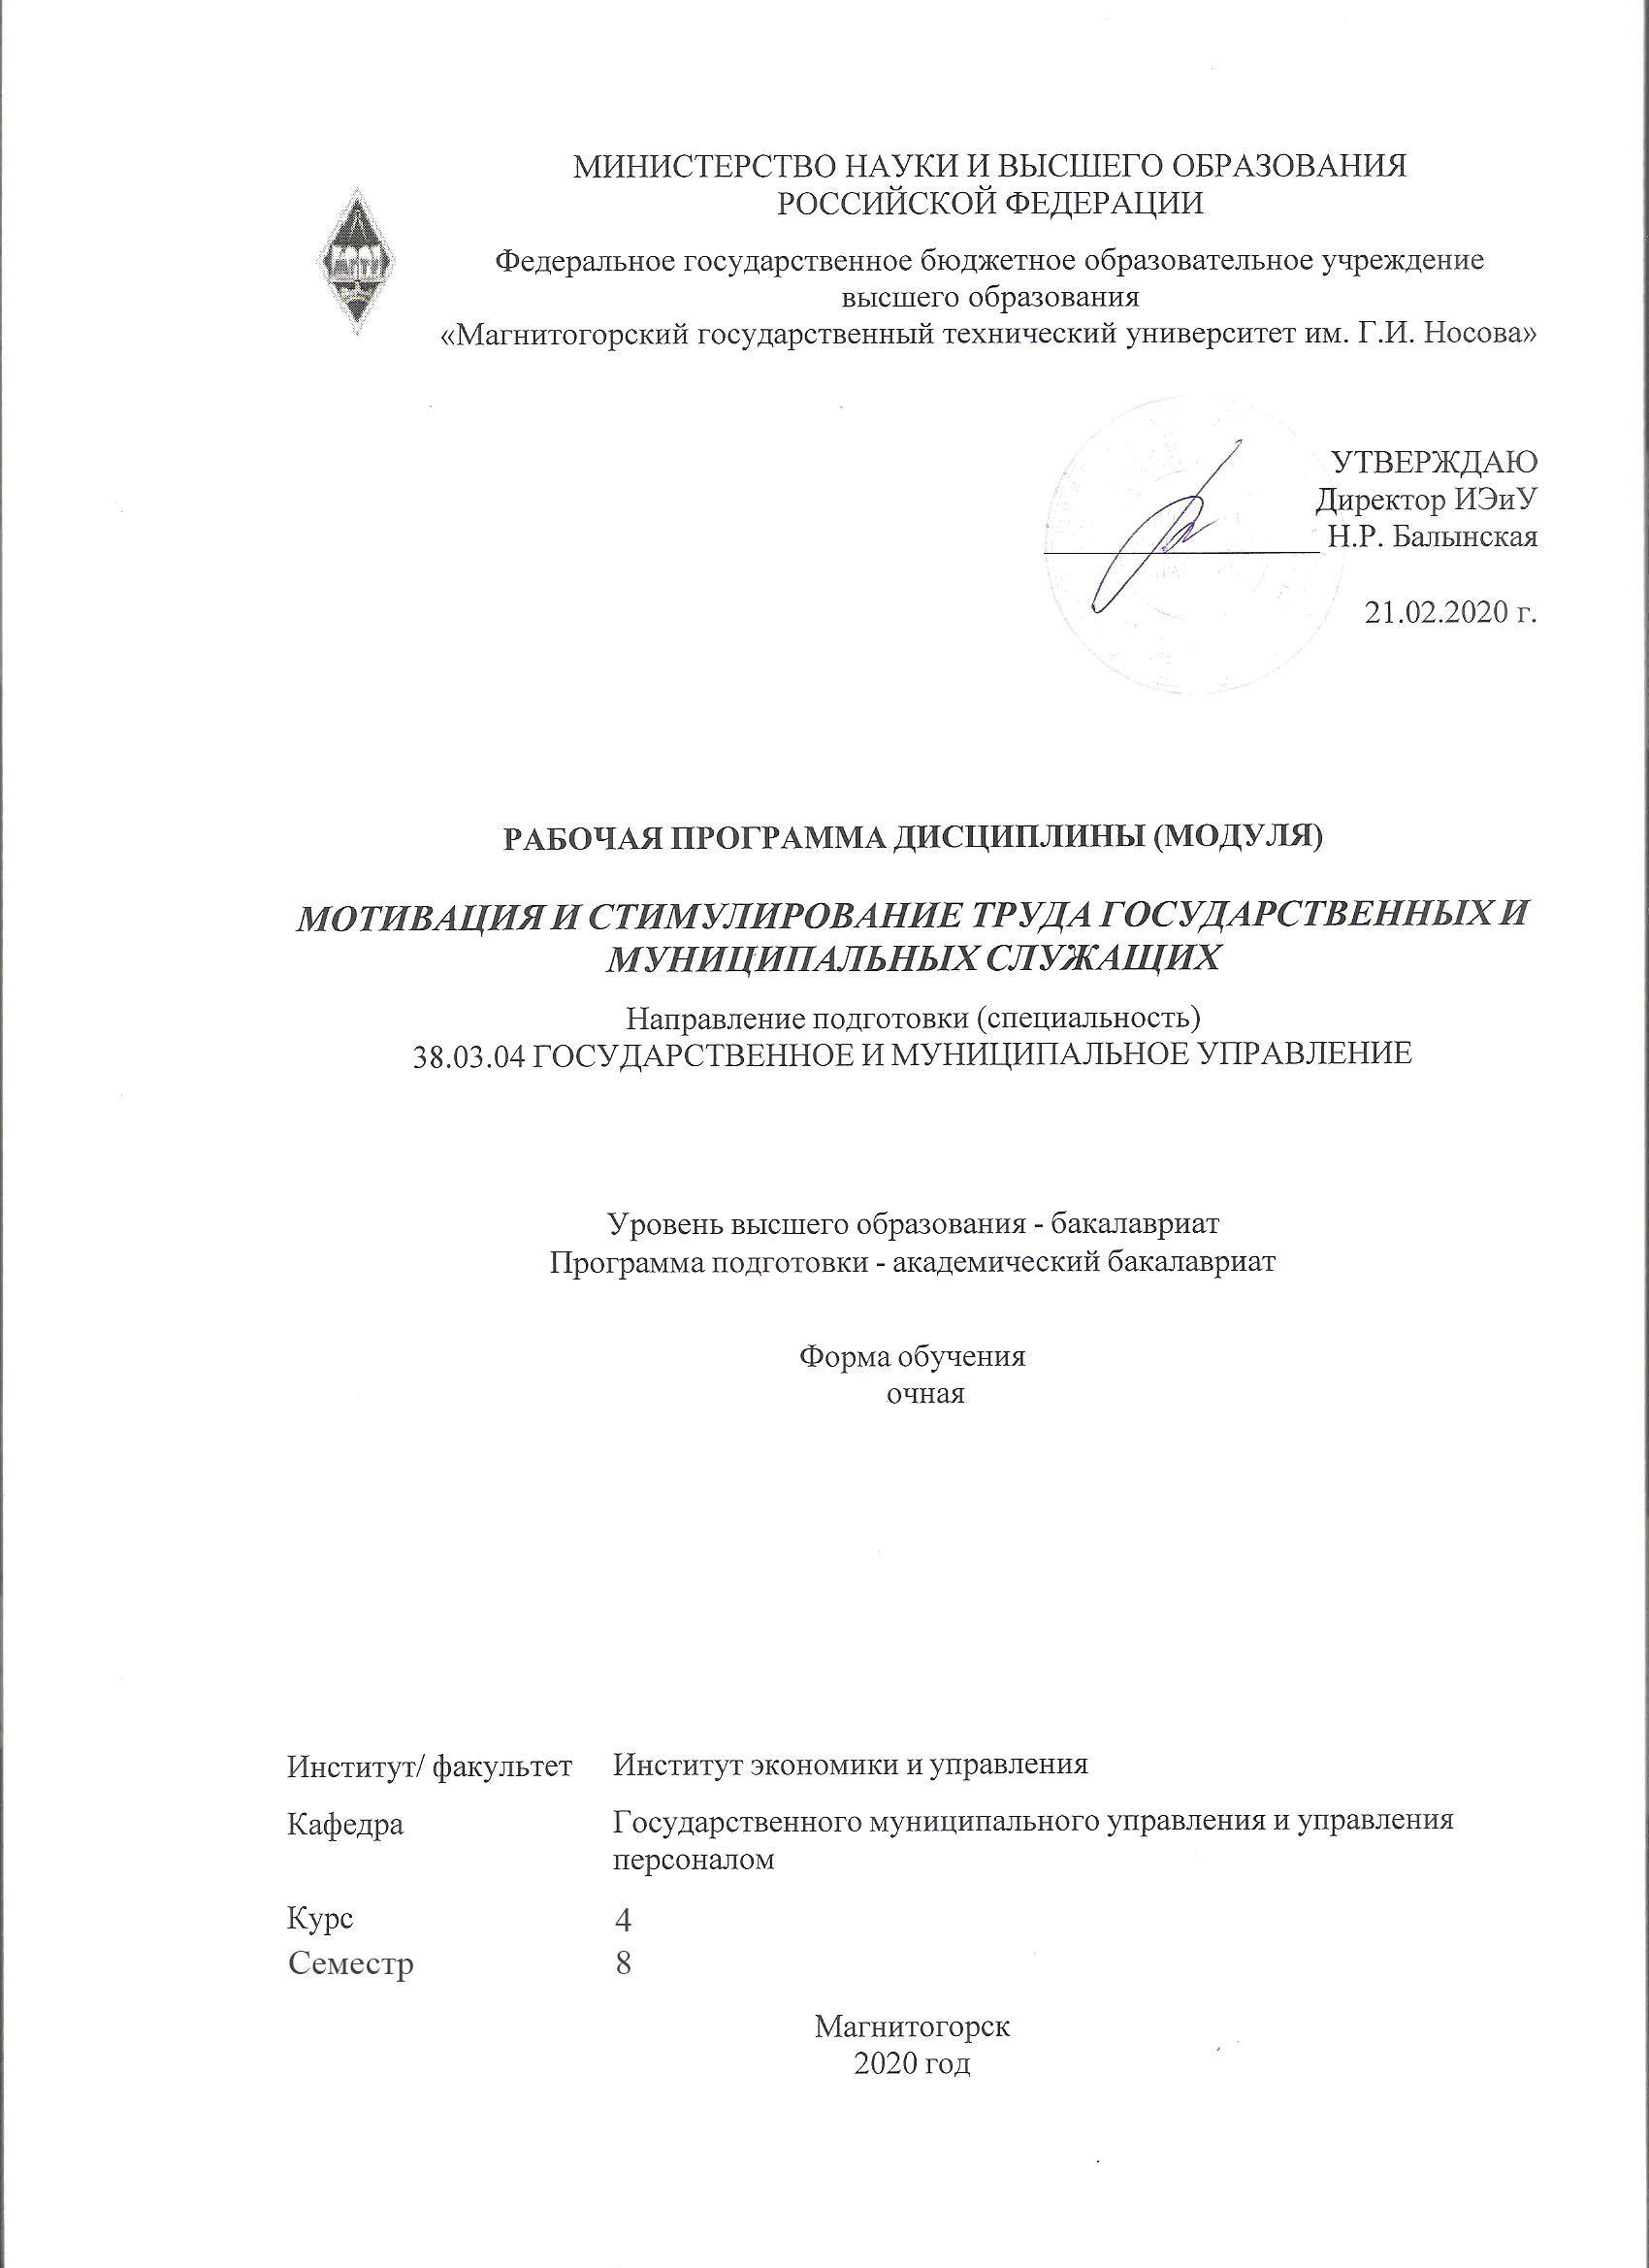 МИНИСТЕРСТВО НАУКИ И ВЫСШЕГО ОБРАЗОВАНИЯ
РОССИЙСКОЙ ФЕДЕРАЦИИ
Федеральное государственное бюджетное образовательное учреждение
высшего образования
«Магнитогорский государственный технический университет им. Г.И. Носова»
УТВЕРЖДАЮ
Директор ИЭиУ
Н.Р. Балынская
21.02.2020 г.
РАБОЧАЯ ПРОГРАММА ДИСЦИПЛИНЫ (МОДУЛЯ)
МОТИВАЦИЯ И СТИМУЛИРОВАНИЕ ТРУДА ГОСУДАРСТВЕННЫХ И
МУНИЦИПАЛЬНЫХ СЛУЖАЩИХ
Направление подготовки (специальность)
38.03.04 ГОСУДАРСТВЕННОЕ И МУНИЦИПАЛЬНОЕ УПРАВЛЕНИЕ
Уровень высшего образования - бакалавриат
Программа подготовки - академический бакалавриат
Форма обучения
очная
Институт/ факультет Институт экономики и управления
Кафедра Государственного муниципального управления и управления
персоналом
Курс 4
Семестр 8
Магнитогорск
2020 год